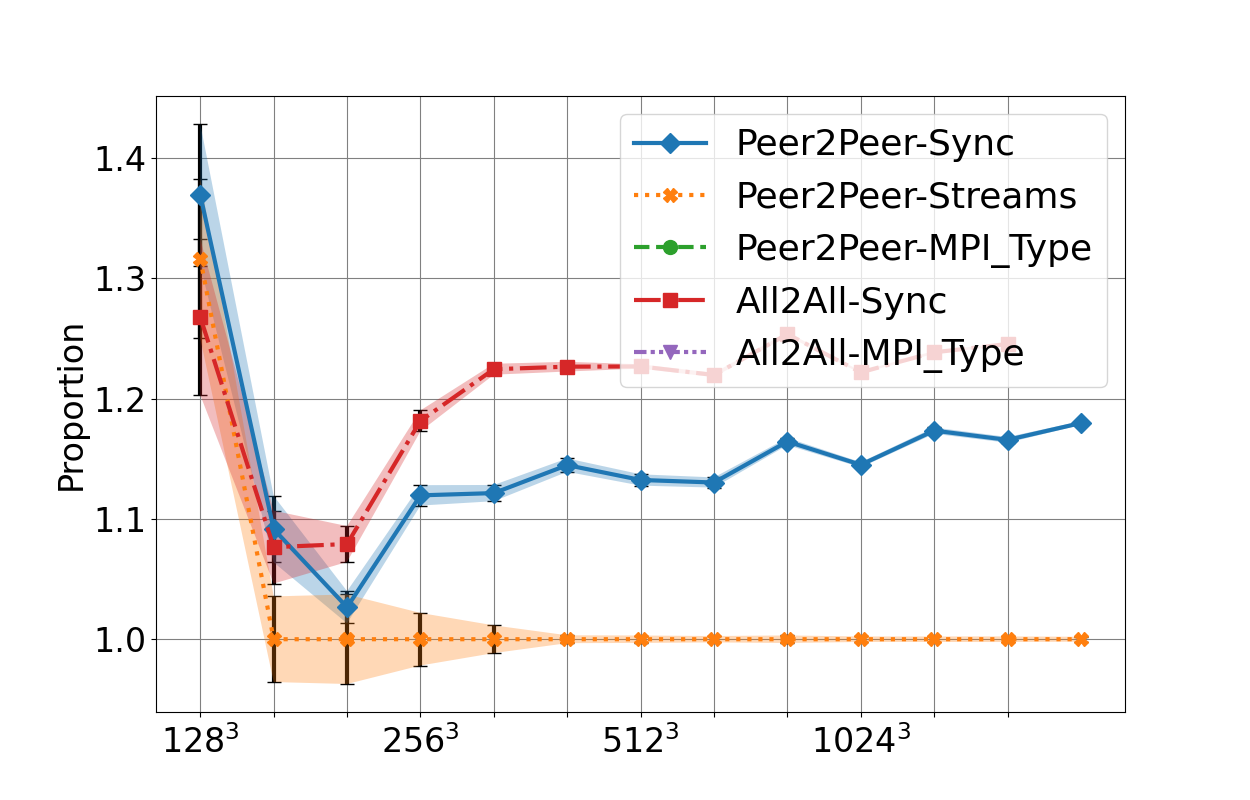 Proportion
1.4
1.3
1.2
1.1
1.0
128³
256³
512³
1024³
Peer2Peer-Sync
Peer2Peer-Streams
Peer2Peer-MPI_Type
All2All-Sync
All2All-MPI_Type